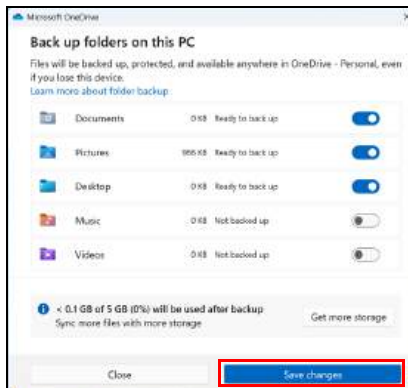 Microsoft OneDrive
Back up folders on this PC
Files will be backed up, protected, and available anywhere in OneDrive - Personal, even
if you lose this device.
Learn more about folder backup
Documents 0 KB Ready to back up
Pictures 986 KB Ready to back up
Desktop 0 KB Ready to back up
Music 0 KB Not backed up
Videos 0 KB Not backed up
< 0.1 GB of 5 GB (0%) will be used after backup
Sync more files with more storage
Get more storage
Close
Save changes